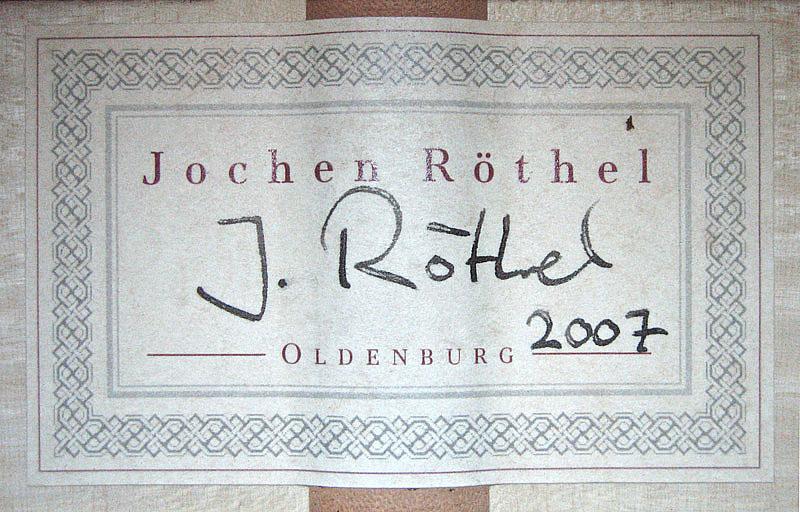 Jochen Röthel
J. Röthel
2007
OLDENBURG